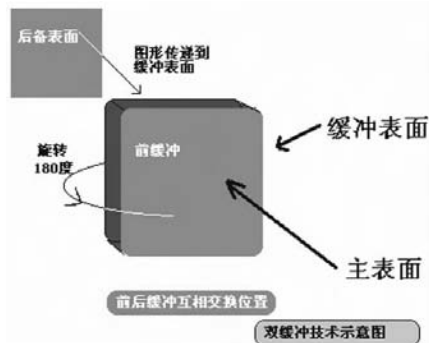 后备表面
图形传递到
缓冲表面
缓冲表面
旋转
180度
前缓冲
主表面
前后缓冲互相交换位置
双缓冲技术示意图